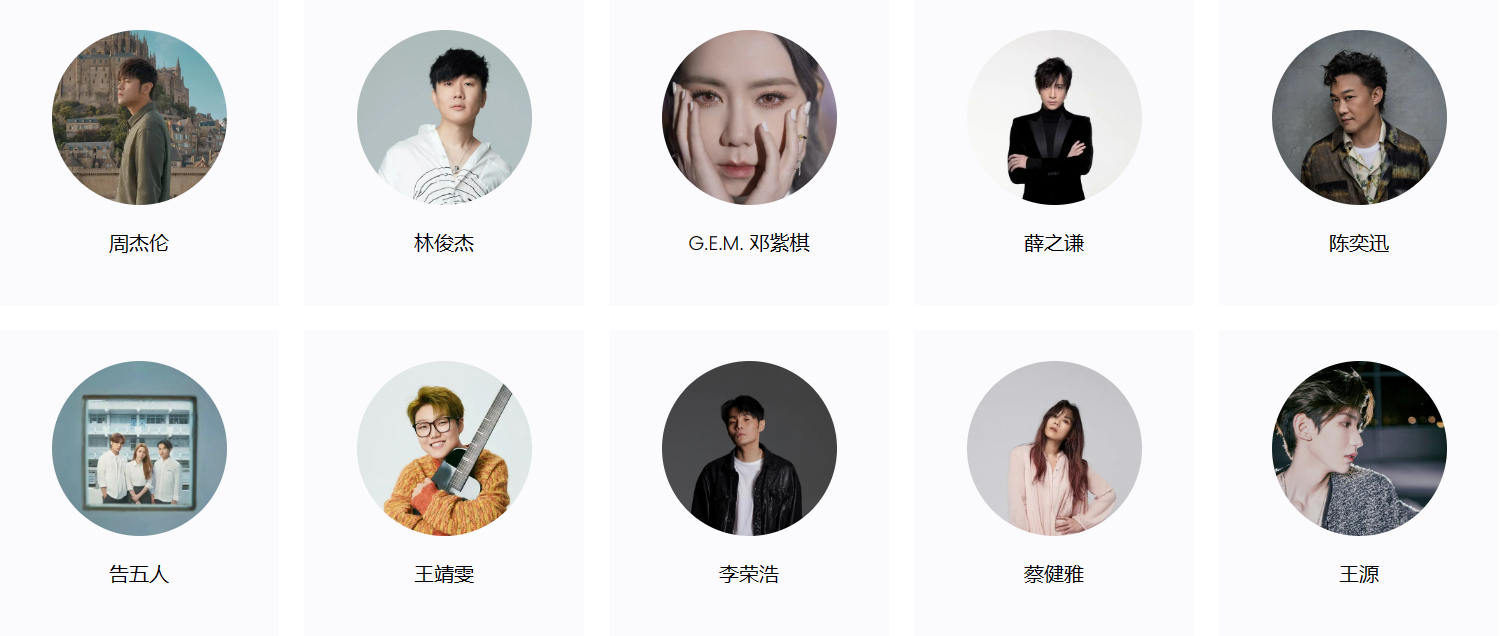 周杰伦
林俊杰
G.E.M. 邓紫棋
薛之谦
陈奕迅
告五人
王靖雯
李荣浩
蔡健雅
王源